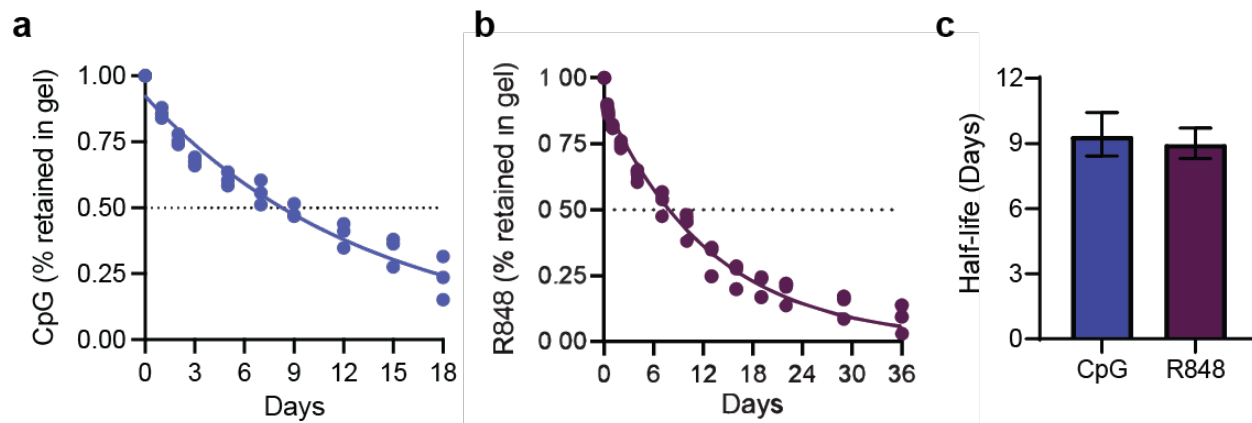 a
CpG (% retained in gel)
1.00
0.75
0 50
0.25
0.00
0 3 6 9 12 15 18
Days
b
R848 (% retained in gel)
1 00
0.75
0 50
0.25
0 00
0 6 12 18 24 30 36
Days
c
Half-life (Days)
12
9
6
3
0
CpG R848